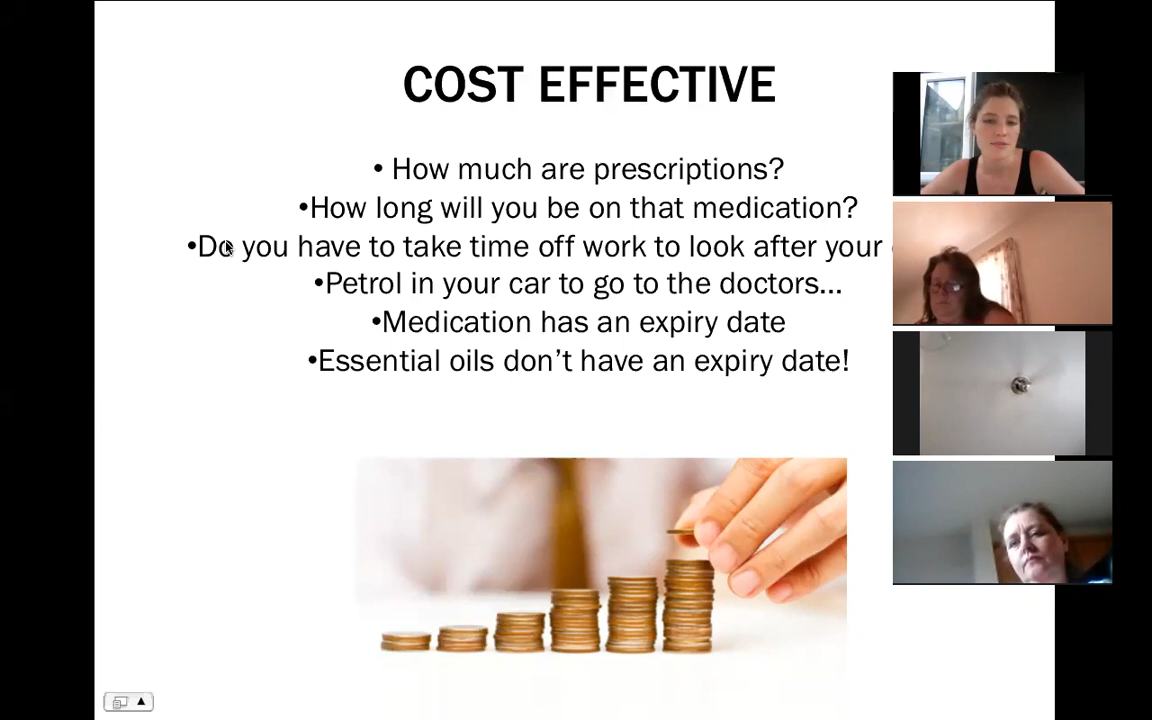 COST EFFECTIVE
• How much are prescriptions?
•How long will you be on that medication?
•Do you have to take time off work to look after your
•Petrol in your car to go to the doctors...
•Medication has an expiry date
•Essential oils don’t have an expiry date!